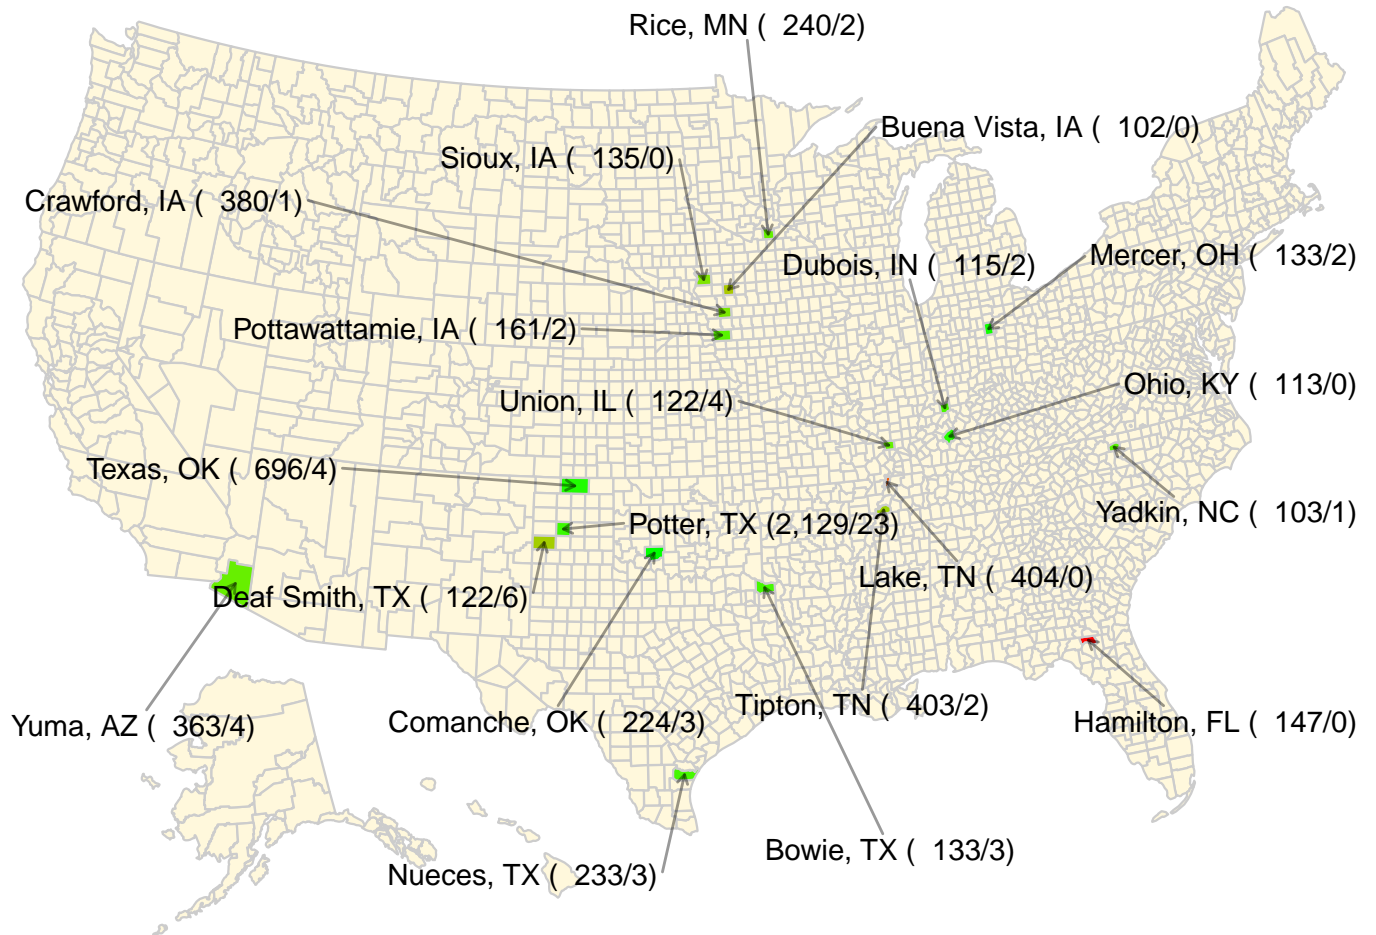 Rice, MN ( 240/2)
Buena Vista, IA ( 102/0)
Sioux, IA ( 135/0)
Crawford, IA ( 380/1)
Mercer, OH ( 133/2)
Dubois, IN ( 115/2)
Pottawattamie, IA ( 161/2)
Ohio, KY ( 113/0)
Union, IL ( 122/4)
Texas, OK ( 696/4)
Yadkin, NC ( 103/1)
Potter, TX (2,129/23)
Lake, TN ( 404/0)
Deaf Smith, TX ( 122/6)
Tipton, TN ( 403/2)
Yuma, AZ ( 363/4)
Comanche, OK ( 224/3)
Hamilton, FL ( 147/0)
Bowie, TX ( 133/3)
Nueces, TX ( 233/3)